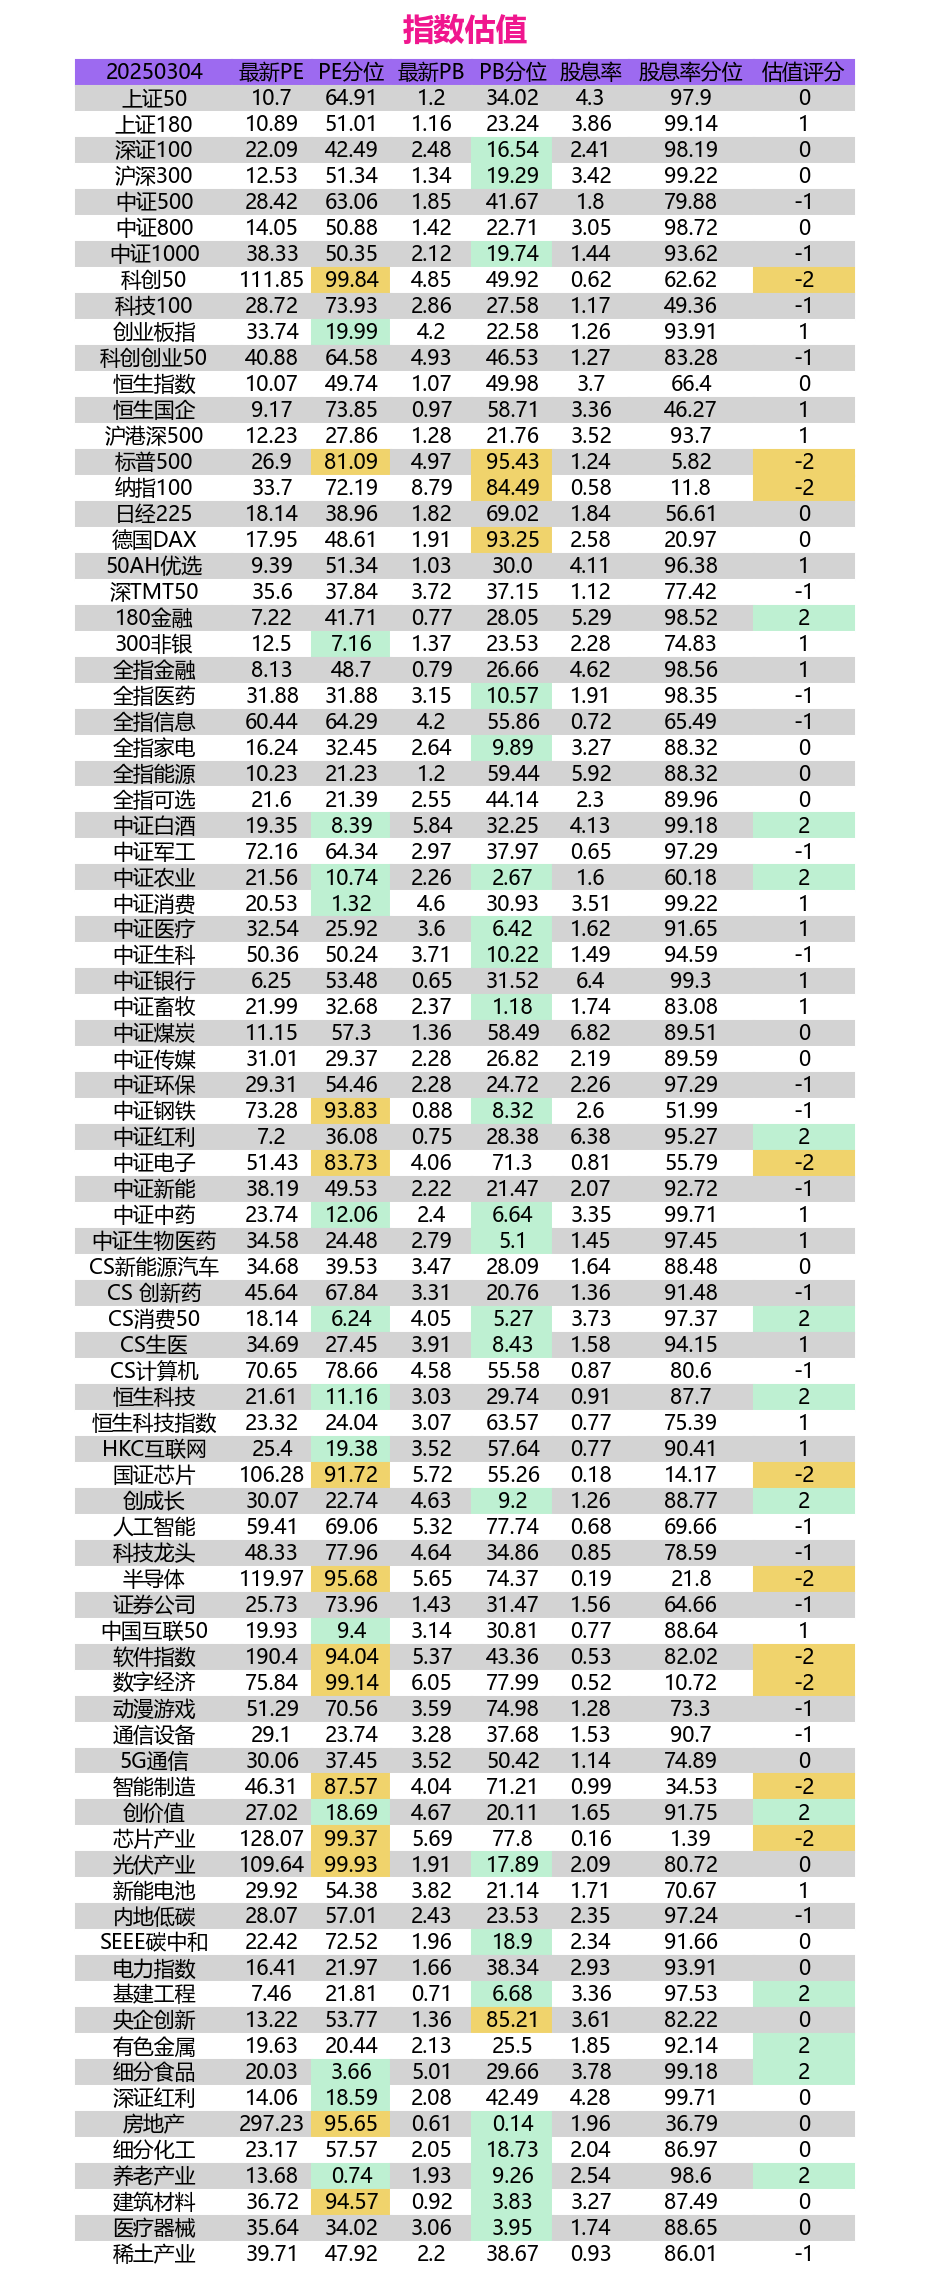 指数估值
20250304 最新PE PE分位 最新PB PB分位 股息率 股息率分位 估值评分
上证50 10.7 64.91 1.2 34.02 4.3 97.9 0
上证180 10.89 51.01 1.16 23.24 3.86 99.14 1
深证100 22.09 42.49 2.48 16.54 2.41 98.19 0
沪深300 12.53 51.34 1.34 19.29 3.42 99.22 0
中证500 28.42 63.06 1.85 41.67 1.8 79.88 -1
中证800 14.05 50.88 1.42 22.71 3.05 98.72 0
中证1000 38.33 50.35 2.12 19.74 1.44 93.62 -1
科创50 111.85 99.84 4.85 49.92 0.62 62.62 -2
科技100 28.72 73.93 2.86 27.58 1.17 49.36 -1
创业板指 33.74 19.99 4.2 22.58 1.26 93.91 1
科创创业50 40.88 64.58 4.93 46.53 1.27 83.28 -1
恒生指数 10.07 49.74 1.07 49.98 3.7 66.4 0
恒生国企 9.17 73.85 0.97 58.71 3.36 46.27 1
沪港深500 12.23 27.86 1.28 21.76 3.52 93.7 1
标普500 26.9 81.09 4.97 95.43 1.24 5.82 -2
纳指100 33.7 72.19 8.79 84.49 0.58 11.8 -2
日经225 18.14 38.96 1.82 69.02 1.84 56.61 0
德国DAX 17.95 48.61 1.91 93.25 2.58 20.97 0
50AH优选 9.39 51.34 1.03 30.0 4.11 96.38 1
深TMT50 35.6 37.84 3.72 37.15 1.12 77.42 -1
180金融 7.22 41.71 0.77 28.05 5.29 98.52 2
300非银 12.5 7.16 1.37 23.53 2.28 74.83 1
全指金融 8.13 48.7 0.79 26.66 4.62 98.56 1
全指医药 31.88 31.88 3.15 10.57 1.91 98.35 -1
全指信息 60.44 64.29 4.2 55.86 0.72 65.49 -1
全指家电 16.24 32.45 2.64 9.89 3.27 88.32 0
全指能源 10.23 21.23 1.2 59.44 5.92 88.32 0
全指可选 21.6 21.39 2.55 44.14 2.3 89.96 0
中证白酒 19.35 8.39 5.84 32.25 4.13 99.18 2
中证军工 72.16 64.34 2.97 37.97 0.65 97.29 -1
中证农业 21.56 10.74 2.26 2.67 1.6 60.18 2
中证消费 20.53 1.32 4.6 30.93 3.51 99.22 1
中证医疗 32.54 25.92 3.6 6.42 1.62 91.65 1
中证生科 50.36 50.24 3.71 10.22 1.49 94.59 -1
中证银行 6.25 53.48 0.65 31.52 6.4 99.3 1
中证畜牧 21.99 32.68 2.37 1.18 1.74 83.08 1
中证煤炭 11.15 57.3 1.36 58.49 6.82 89.51 0
中证传媒 31.01 29.37 2.28 26.82 2.19 89.59 0
中证环保 29.31 54.46 2.28 24.72 2.26 97.29 -1
中证钢铁 73.28 93.83 0.88 8.32 2.6 51.99 -1
中证红利 7.2 36.08 0.75 28.38 6.38 95.27 2
中证电子 51.43 83.73 4.06 71.3 0.81 55.79 -2
中证新能 38.19 49.53 2.22 21.47 2.07 92.72 -1
中证中药 23.74 12.06 2.4 6.64 3.35 99.71 1
中证生物医药 34.58 24.48 2.79 5.1 1.45 97.45 1
CS新能源汽车 34.68 39.53 3.47 28.09 1.64 88.48 0
CS 创新药 45.64 67.84 3.31 20.76 1.36 91.48 -1
CS消费50 18.14 6.24 4.05 5.27 3.73 97.37 2
CS生医 34.69 27.45 3.91 8.43 1.58 94.15 1
CS计算机 70.65 78.66 4.58 55.58 0.87 80.6 -1
恒生科技 21.61 11.16 3.03 29.74 0.91 87.7 2
恒生科技指数 23.32 24.04 3.07 63.57 0.77 75.39 1
HKC互联网 25.4 19.38 3.52 57.64 0.77 90.41 1
国证芯片 106.28 91.72 5.72 55.26 0.18 14.17 -2
创成长 30.07 22.74 4.63 9.2 1.26 88.77 2
人工智能 59.41 69.06 5.32 77.74 0.68 69.66 -1
科技龙头 48.33 77.96 4.64 34.86 0.85 78.59 -1
半导体 119.97 95.68 5.65 74.37 0.19 21.8 -2
证券公司 25.73 73.96 1.43 31.47 1.56 64.66 -1
中国互联50 19.93 9.4 3.14 30.81 0.77 88.64 1
软件指数 190.4 94.04 5.37 43.36 0.53 82.02 -2
数字经济 75.84 99.14 6.05 77.99 0.52 10.72 -2
动漫游戏 51.29 70.56 3.59 74.98 1.28 73.3 -1
通信设备 29.1 23.74 3.28 37.68 1.53 90.7 -1
5G通信 30.06 37.45 3.52 50.42 1.14 74.89 0
智能制造 46.31 87.57 4.04 71.21 0.99 34.53 -2
创价值 27.02 18.69 4.67 20.11 1.65 91.75 2
芯片产业 128.07 99.37 5.69 77.8 0.16 1.39 -2
光伏产业 109.64 99.93 1.91 17.89 2.09 80.72 0
新能电池 29.92 54.38 3.82 21.14 1.71 70.67 1
内地低碳 28.07 57.01 2.43 23.53 2.35 97.24 -1
SEEE碳中和 22.42 72.52 1.96 18.9 2.34 91.66 0
电力指数 16.41 21.97 1.66 38.34 2.93 93.91 0
基建工程 7.46 21.81 0.71 6.68 3.36 97.53 2
央企创新 13.22 53.77 1.36 85.21 3.61 82.22 0
有色金属 19.63 20.44 2.13 25.5 1.85 92.14 2
细分食品 20.03 3.66 5.01 29.66 3.78 99.18 2
深证红利 14.06 18.59 2.08 42.49 4.28 99.71 0
房地产 297.23 95.65 0.61 0.14 1.96 36.79 0
细分化工 23.17 57.57 2.05 18.73 2.04 86.97 0
养老产业 13.68 0.74 1.93 9.26 2.54 98.6 2
建筑材料 36.72 94.57 0.92 3.83 3.27 87.49 0
医疗器械 35.64 34.02 3.06 3.95 1.74 88.65 0
稀土产业 39.71 47.92 2.2 38.67 0.93 86.01 -1